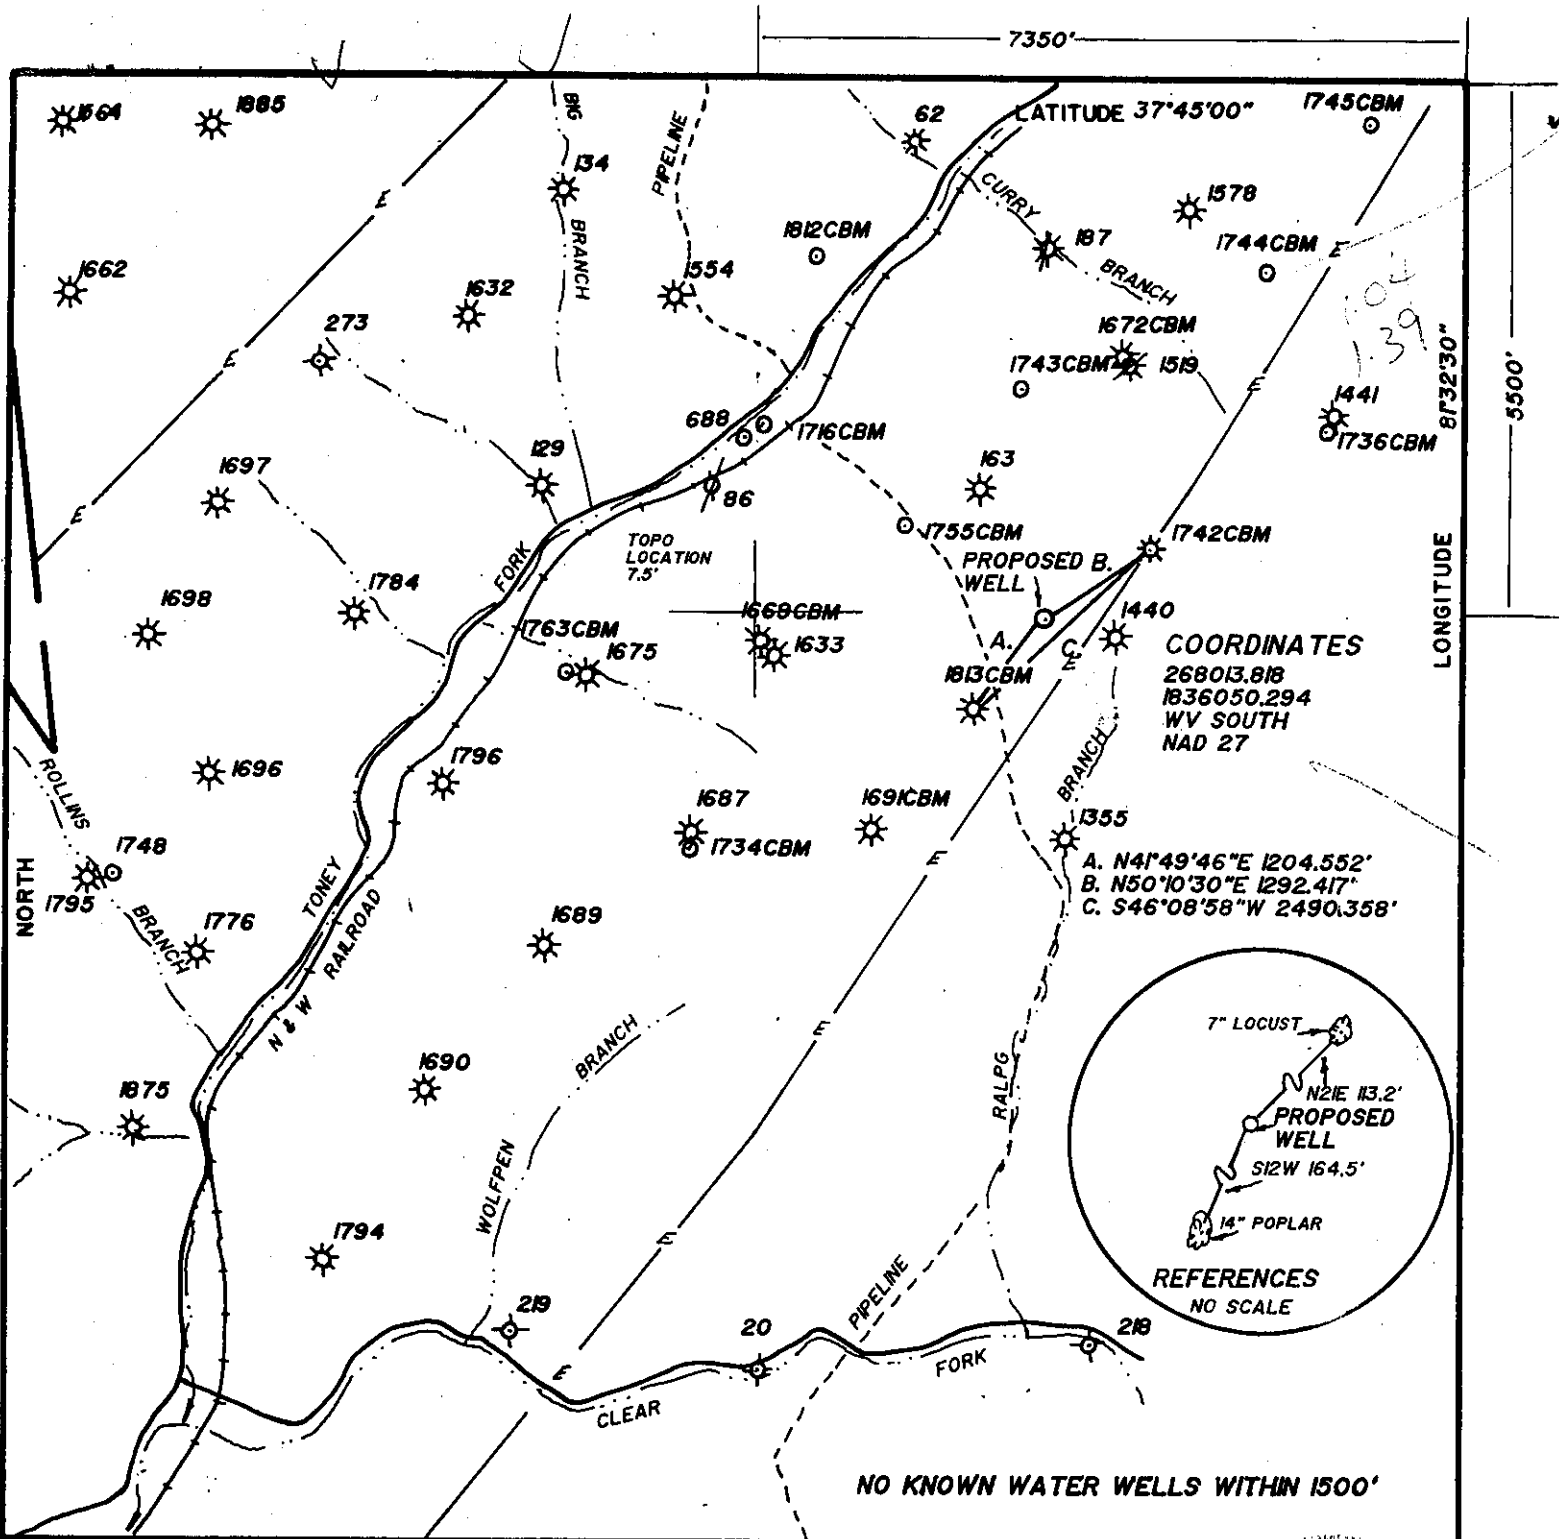 7350'
1564
1885
BIG
BRANCH
134
PIPELINE
62
LATITUDE 37°45'00"
1745CBM
CURRY
BRANCH
1578
187
1744CBM
1812CBM
1662
1632
554
273
1672CBM
1743CBM
1519
1.04
1.39
1441
1736CBM
81°32'30"
LONGITUDE
5500'
688
1716CBM
129
86
1697
163
1755CBM
1742CBM
PROPOSED
WELL
B.
TOPO
LOCATION
7.5'
FORK
1784
1698
1763CBM
1675
1668CBM
1633
A.
C.
1440
1813CBM
COORDINATES
268013.818
1836050.294
WV SOUTH
NAD 27
ROLLINS
BRANCH
1696
1796
1687
1734CBM
1691CBM
BRANCH
1355
1748
1795
NORTH
1776
TONEY
N & W RAILROAD
1689
A. N41°49'46"E 1204.552'
B. N50°10'30"E 1292.417'
C. S46°08'58"W 2490.358'
7" LOCUST
N21E 113.2'
PROPOSED
WELL
S12W 164.5'
14" POPLAR
REFERENCES
NO SCALE
1690
WOLFPEN
BRANCH
RALPG
1875
1794
219
20
PIPELINE
218
CLEAR
FORK
E
E
E
E
E
E
E
E
E
E
NO KNOWN WATER WELLS WITHIN 1500'